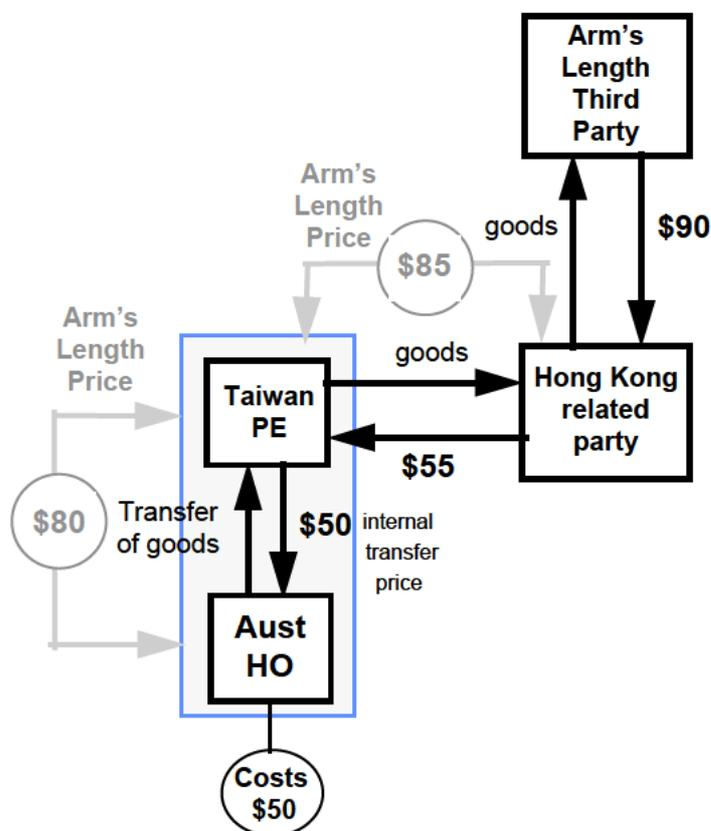 Arm's
Length
Third
Party
Arm's
Length
Price
goods
$90
$85
Arm's
Length
Price
goods
Taiwan
PE
Hong Kong
related
party
$55
$80
Transfer
of goods
$50 internal
transfer
price
Aust
HO
Costs
$50